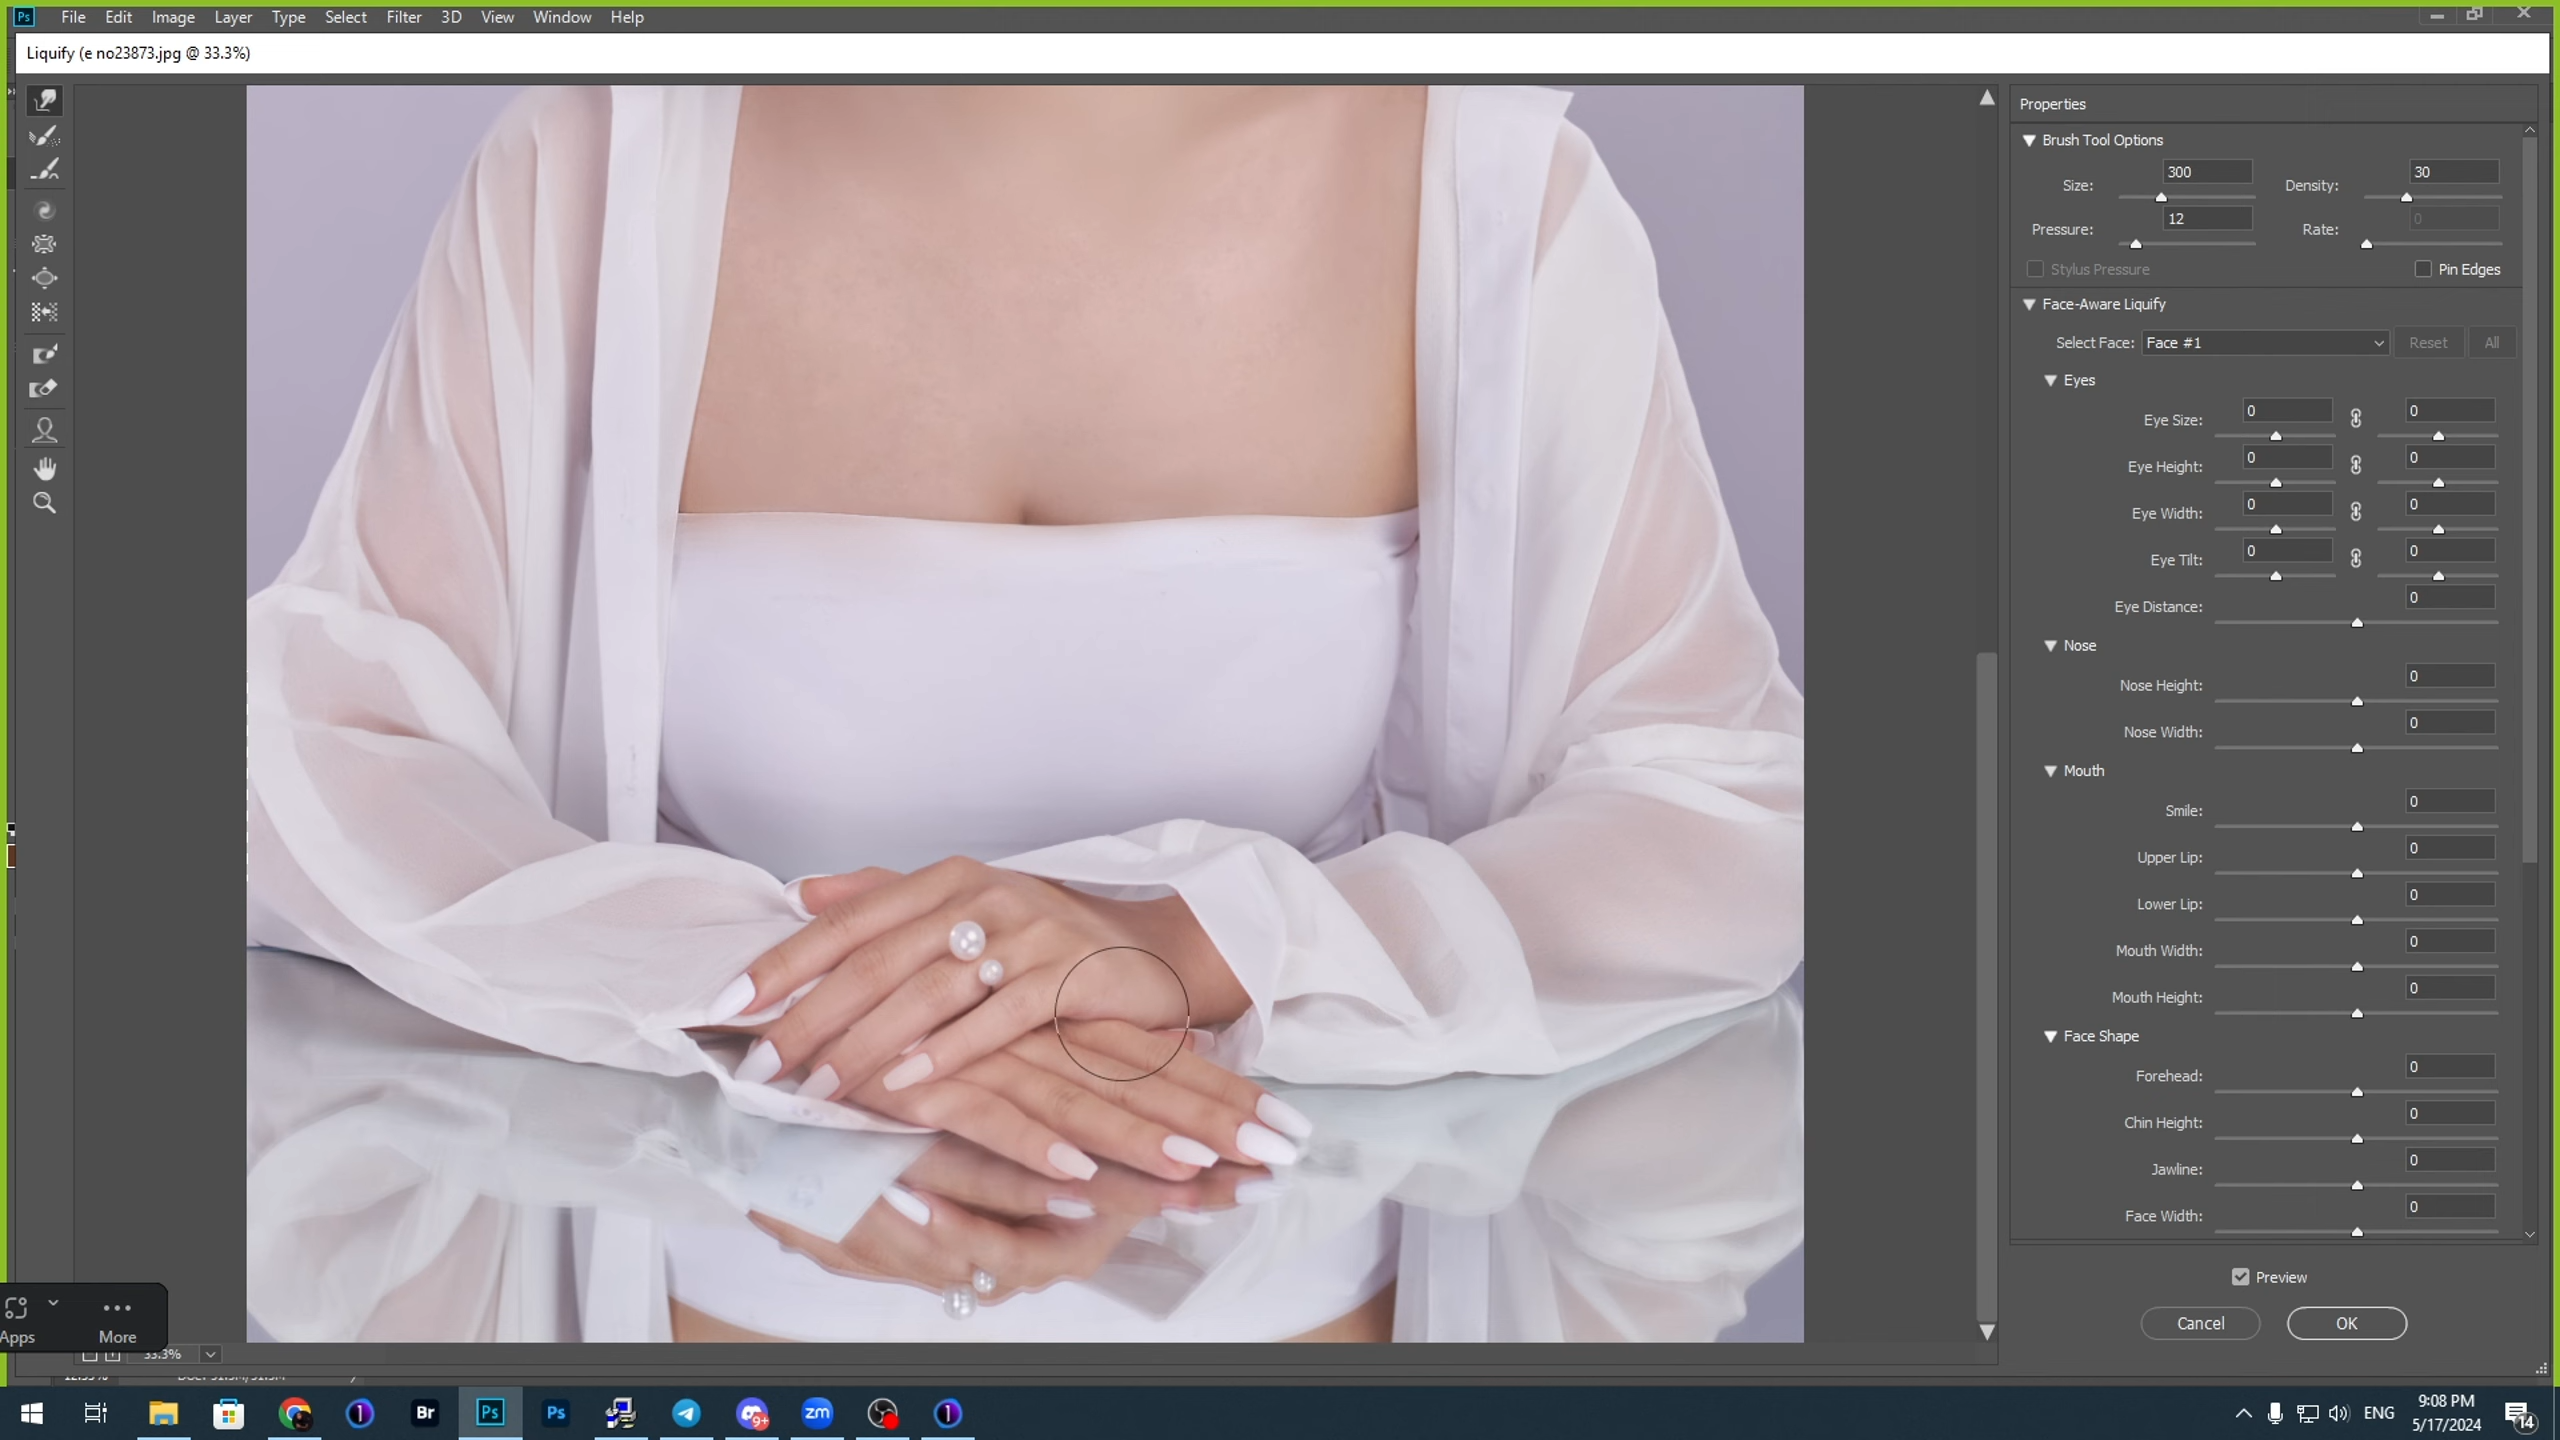 Ps File Edit Image Layer Type Select Filter 3D View Window Help
Liquify (e no23873.jpg @ 33.3%)
Properties
Brush Tool Options
Size: 300 Density: 30
Pressure: 12 Rate: 0
Stylus Pressure Pin Edges
Face-Aware Liquify
Select Face: Face #1 Reset All
Eyes
Eye Size: 0 0
Eye Height: 0 0
Eye Width: 0 0
Eye Tilt: 0 0
Eye Distance: 0
Nose
Nose Height: 0
Nose Width: 0
Mouth
Smile: 0
Upper Lip: 0
Lower Lip: 0
Mouth Width: 0
Mouth Height: 0
Face Shape
Forehead: 0
Chin Height: 0
Jawline: 0
Face Width: 0
Preview
Cancel OK
Apps More
33.3%
Br Ps Ps 9+ zm
ENG
9:08 PM
5/17/2024
14